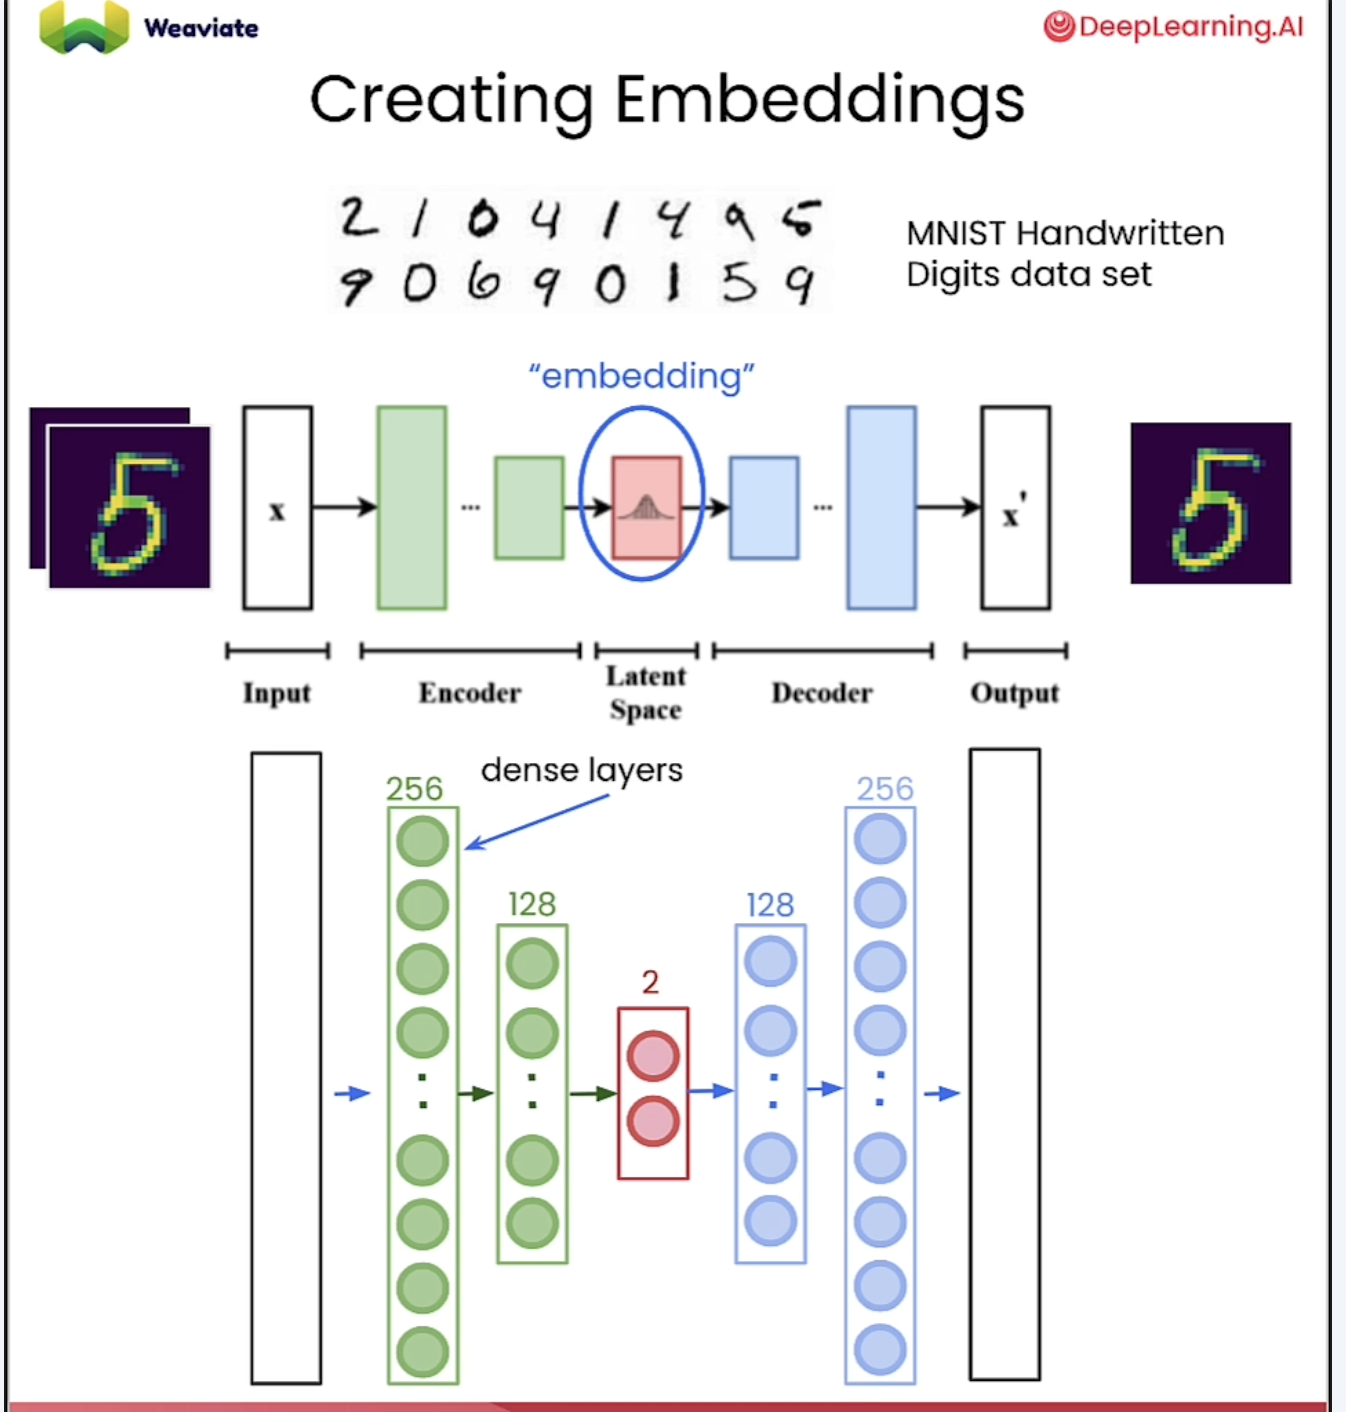 Weaviate
DeepLearning.AI
Creating Embeddings
2 1 0 4 1 4 9 5
9 0 6 9 0 1 5 9
MNIST Handwritten
Digits data set
“embedding”
5
x
...
...
x'
5
Input
Encoder
Latent
Space
Decoder
Output
dense layers
256
256
128
128
2